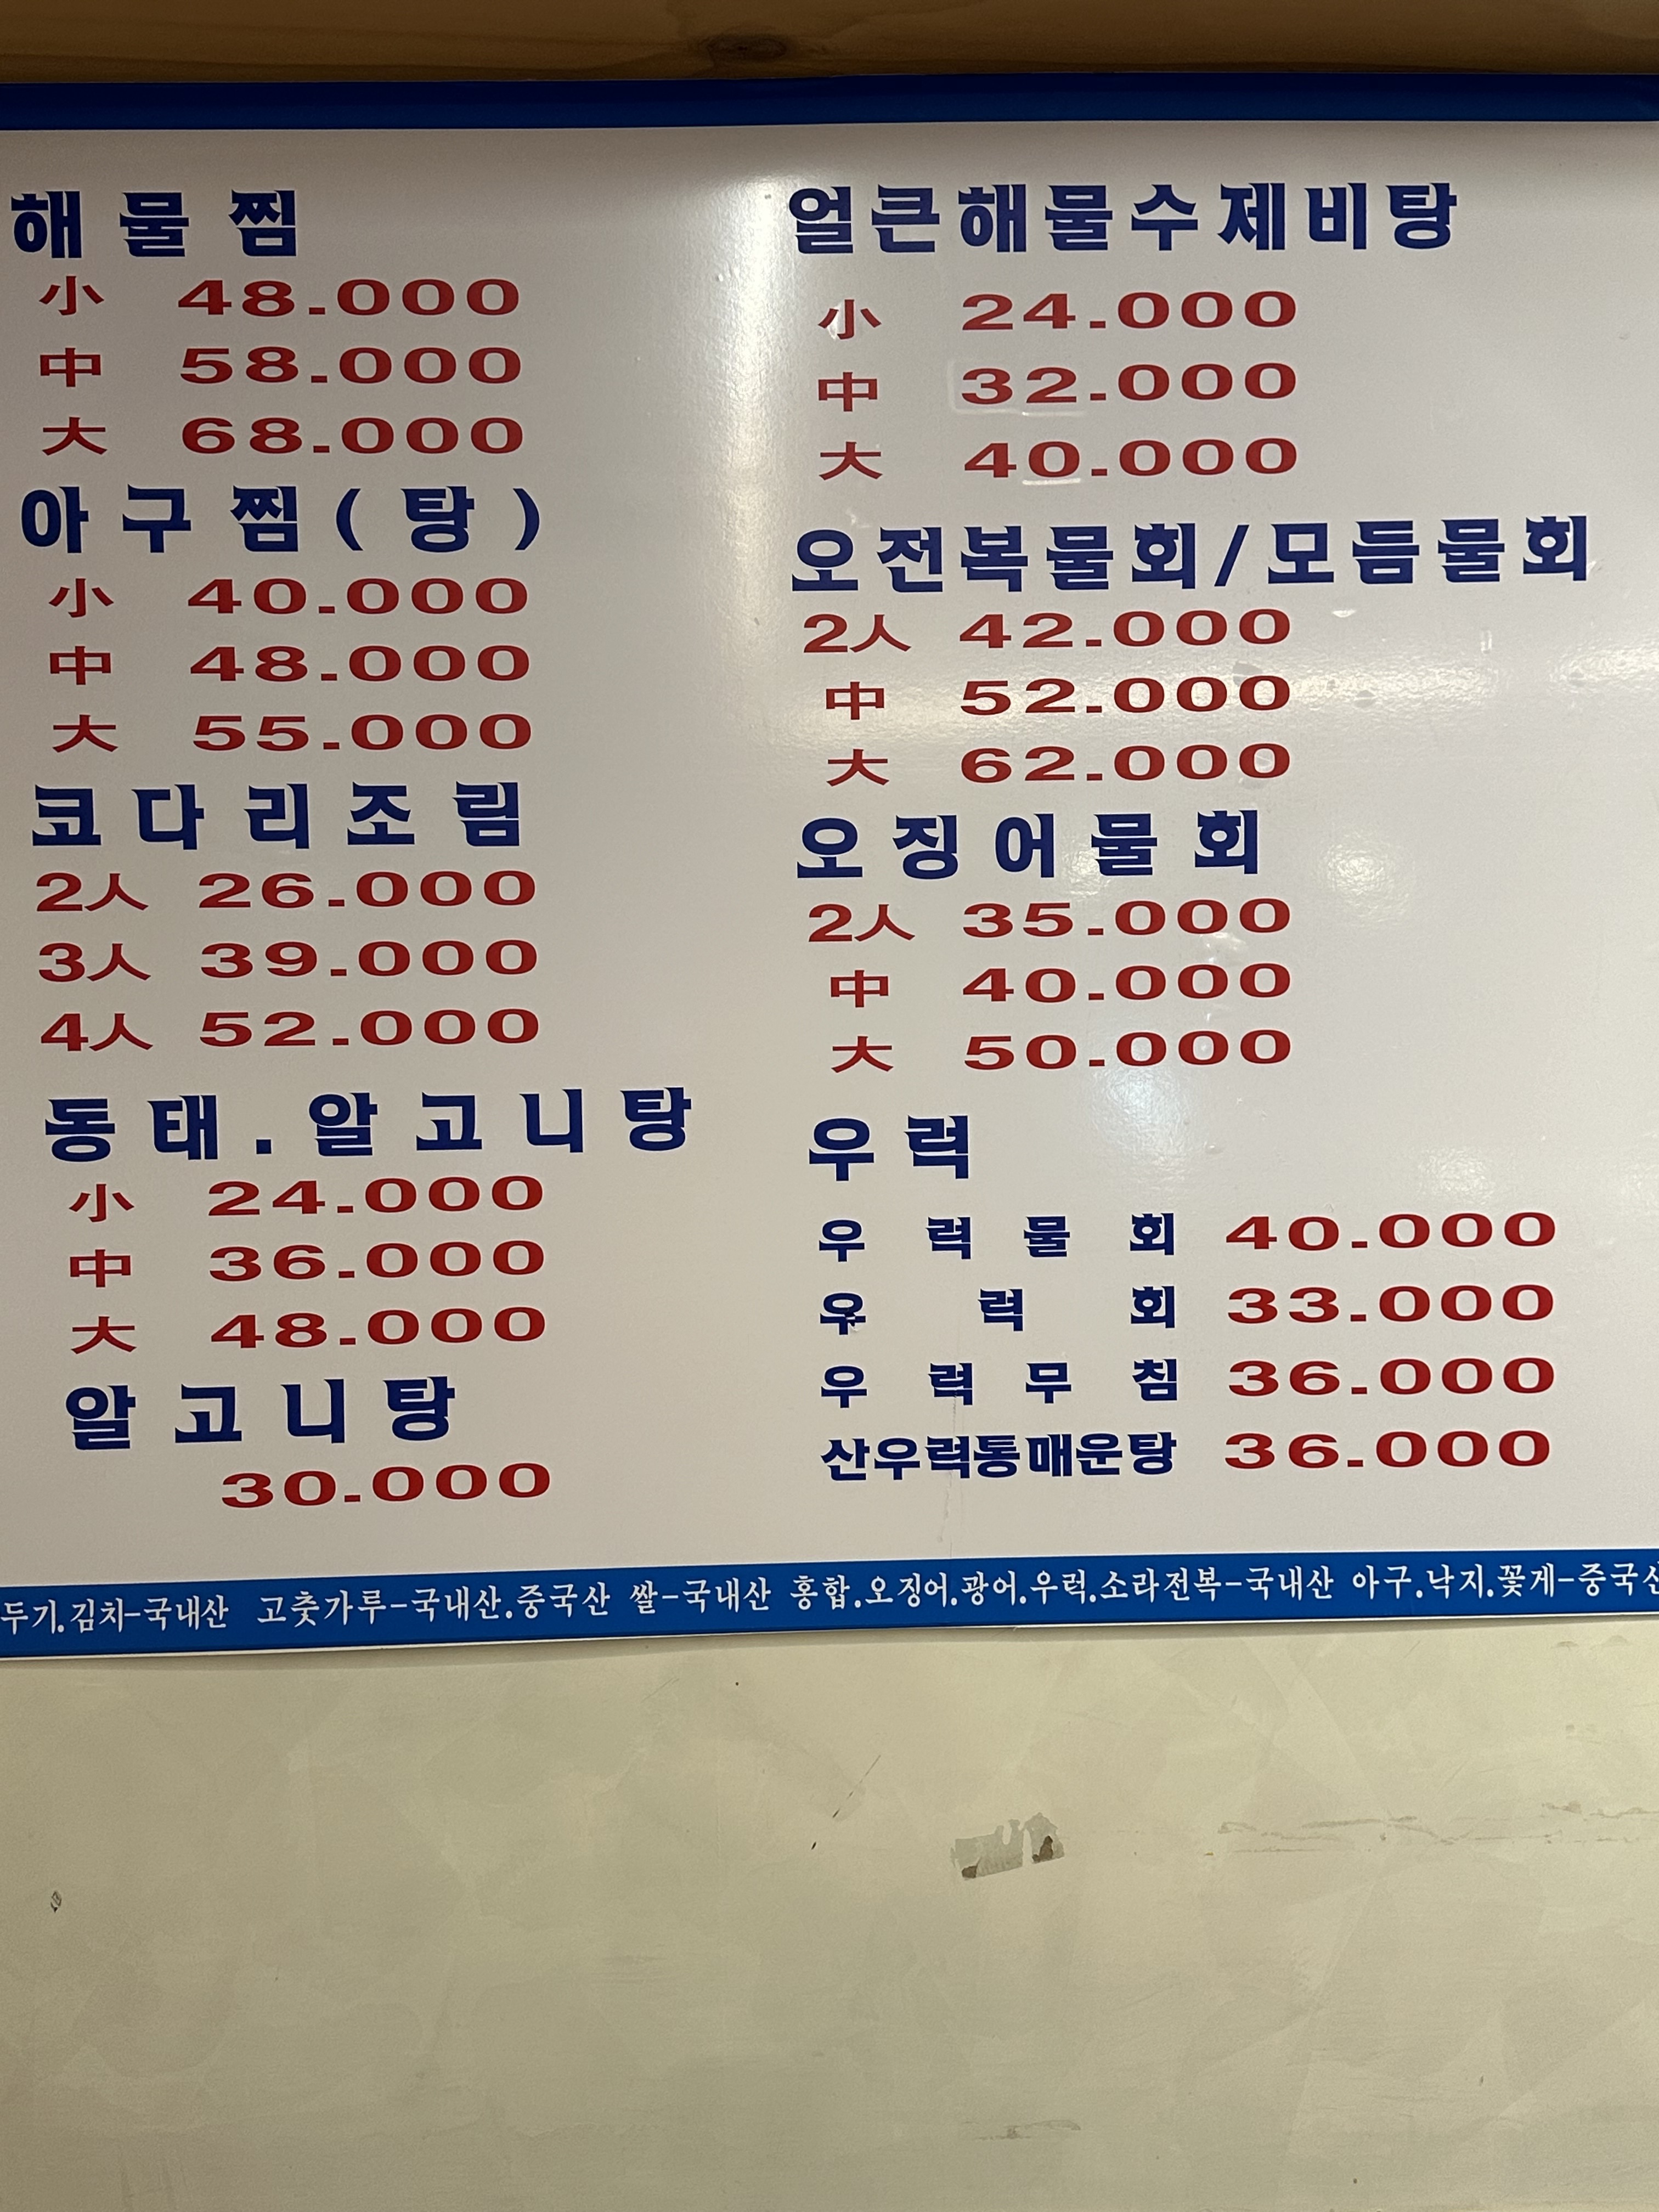 해물찜
小 48.000
中 58.000
大 68.000
아구찜(탕)
小 40.000
中 48.000
大 55.000
코다리조림
2人 26.000
3人 39.000
4人 52.000
동태.알고니탕
小 24.000
中 36.000
大 48.000
알고니탕
30.000
얼큰해물수제비탕
小 24.000
中 32.000
大 40.000
오전복물회/모듬물회
2人 42.000
中 52.000
大 62.000
오징어물회
2人 35.000
中 40.000
大 50.000
우럭
우럭물회 40.000
우럭회 33.000
우럭무침 36.000
산우럭통매운탕 36.000
두기.김치-국내산 고춧가루-국내산.중국산 쌀-국내산 홍합.오징어.광어.우럭.소라전복-국내산 아구.낙지.꽃게-중국산